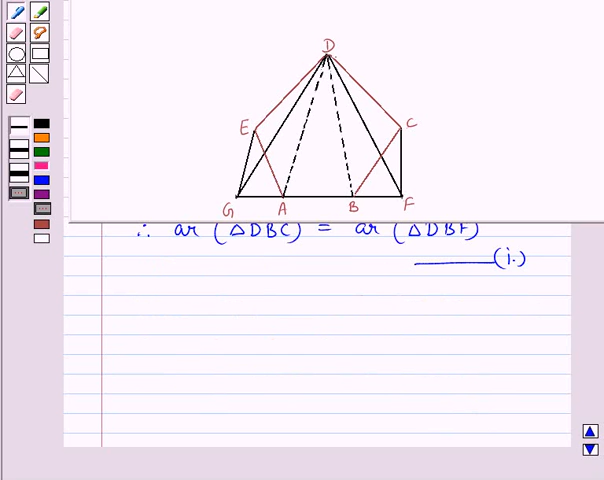 D
E
C
G A B F
∴ ar (△DBC) = ar (△DBF)
(i.)